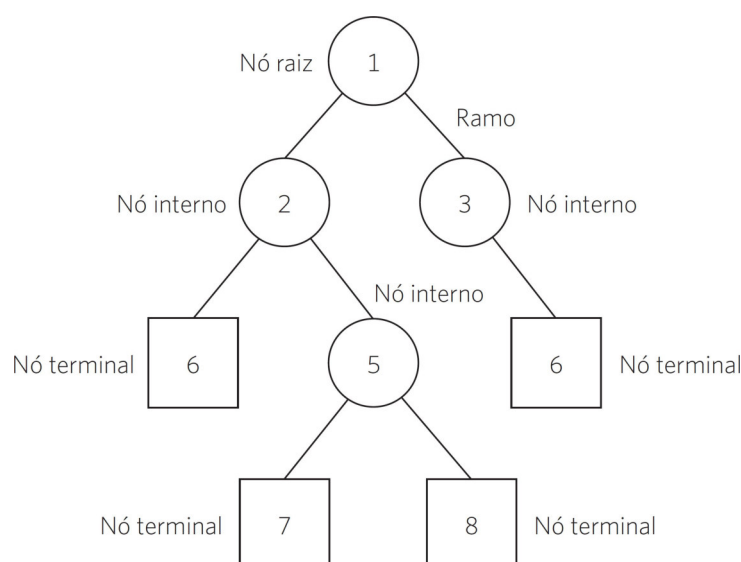 Nó raiz 1
Ramo
Nó interno 2 3 Nó interno
Nó interno
Nó terminal 6 5 6 Nó terminal
Nó terminal 7 8 Nó terminal